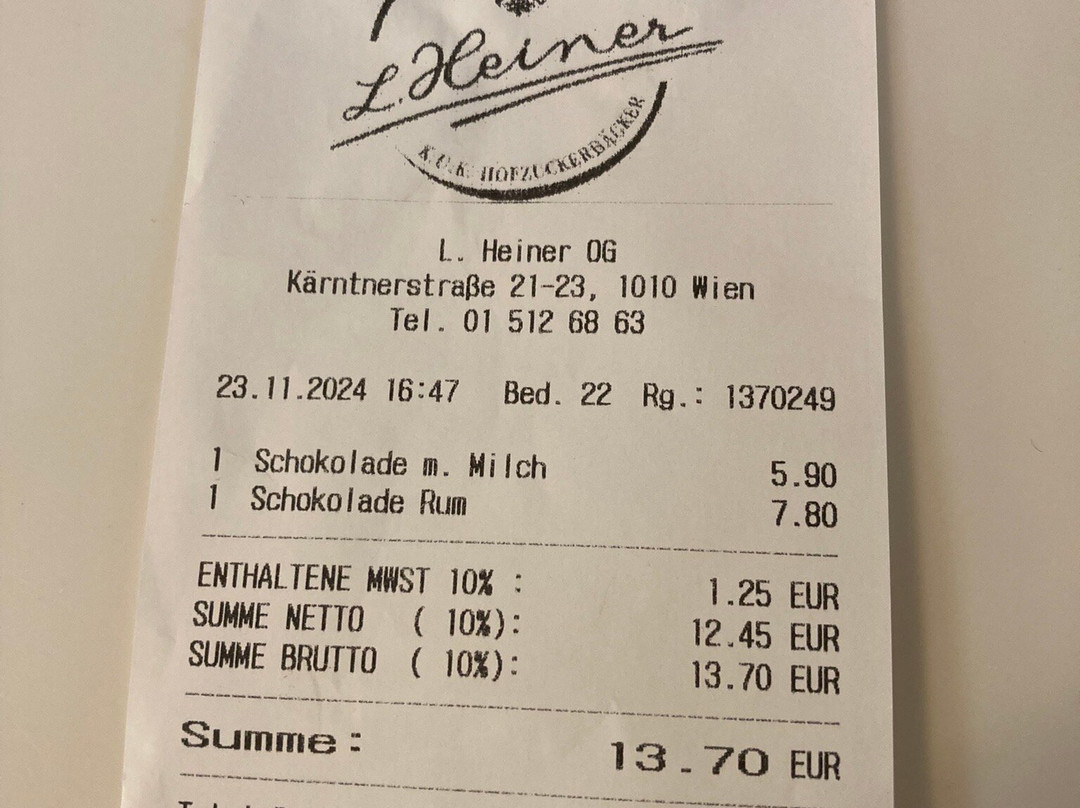 L. Heiner
K.U.K. HOFZUCKERBÄCKER
L. Heiner OG
Kärntnerstraße 21-23, 1010 Wien
Tel. 01 512 68 63
23.11.2024 16:47 Bed. 22 Rg.: 1370249
1 Schokolade m. Milch 5.90
1 Schokolade Rum 7.80
ENTHALTENE MWST 10% : 1.25 EUR
SUMME NETTO ( 10%): 12.45 EUR
SUMME BRUTTO ( 10%): 13.70 EUR
Summe: 13.70 EUR